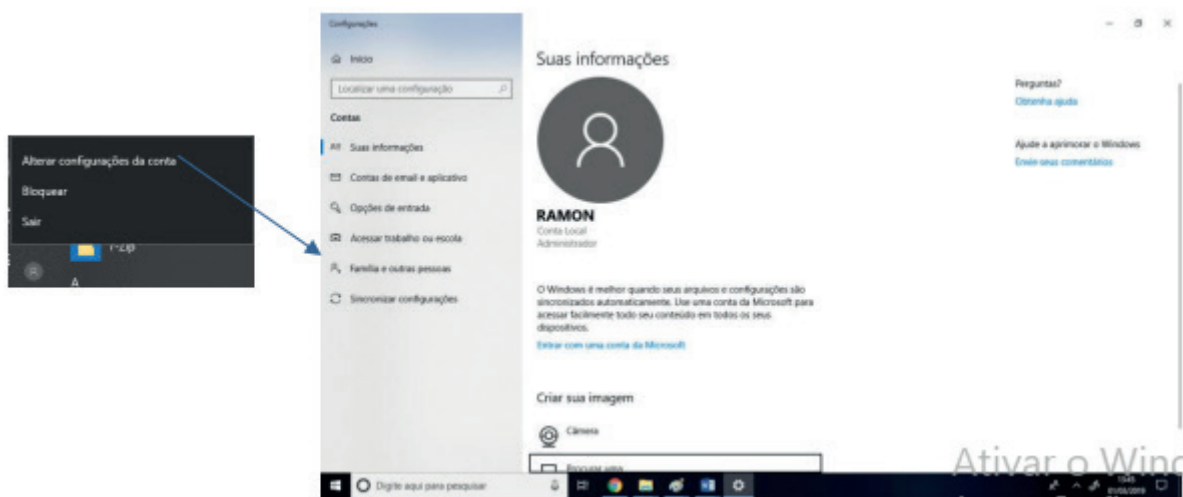 Alterar configurações da conta
Bloquear
Sair
7-Zip
A
Configurações
Início
Localizar uma configuração
Contas
Suas informações
Contas de email e aplicativo
Opções de entrada
Acessar trabalho ou escola
Família e outras pessoas
Sincronizar configurações
Suas informações
RAMON
Conta Local
Administrador
O Windows é melhor quando seus arquivos e configurações são
sincronizados automaticamente. Use uma conta da Microsoft para
acessar facilmente todo seu conteúdo em todos os seus
dispositivos.
Entrar com uma conta da Microsoft
Criar sua imagem
Câmera
Procurar uma
Perguntas?
Obtenha ajuda
Ajude a aprimorar o Windows
Envie seus comentários
Ativar o Wind
Digite aqui para pesquisar